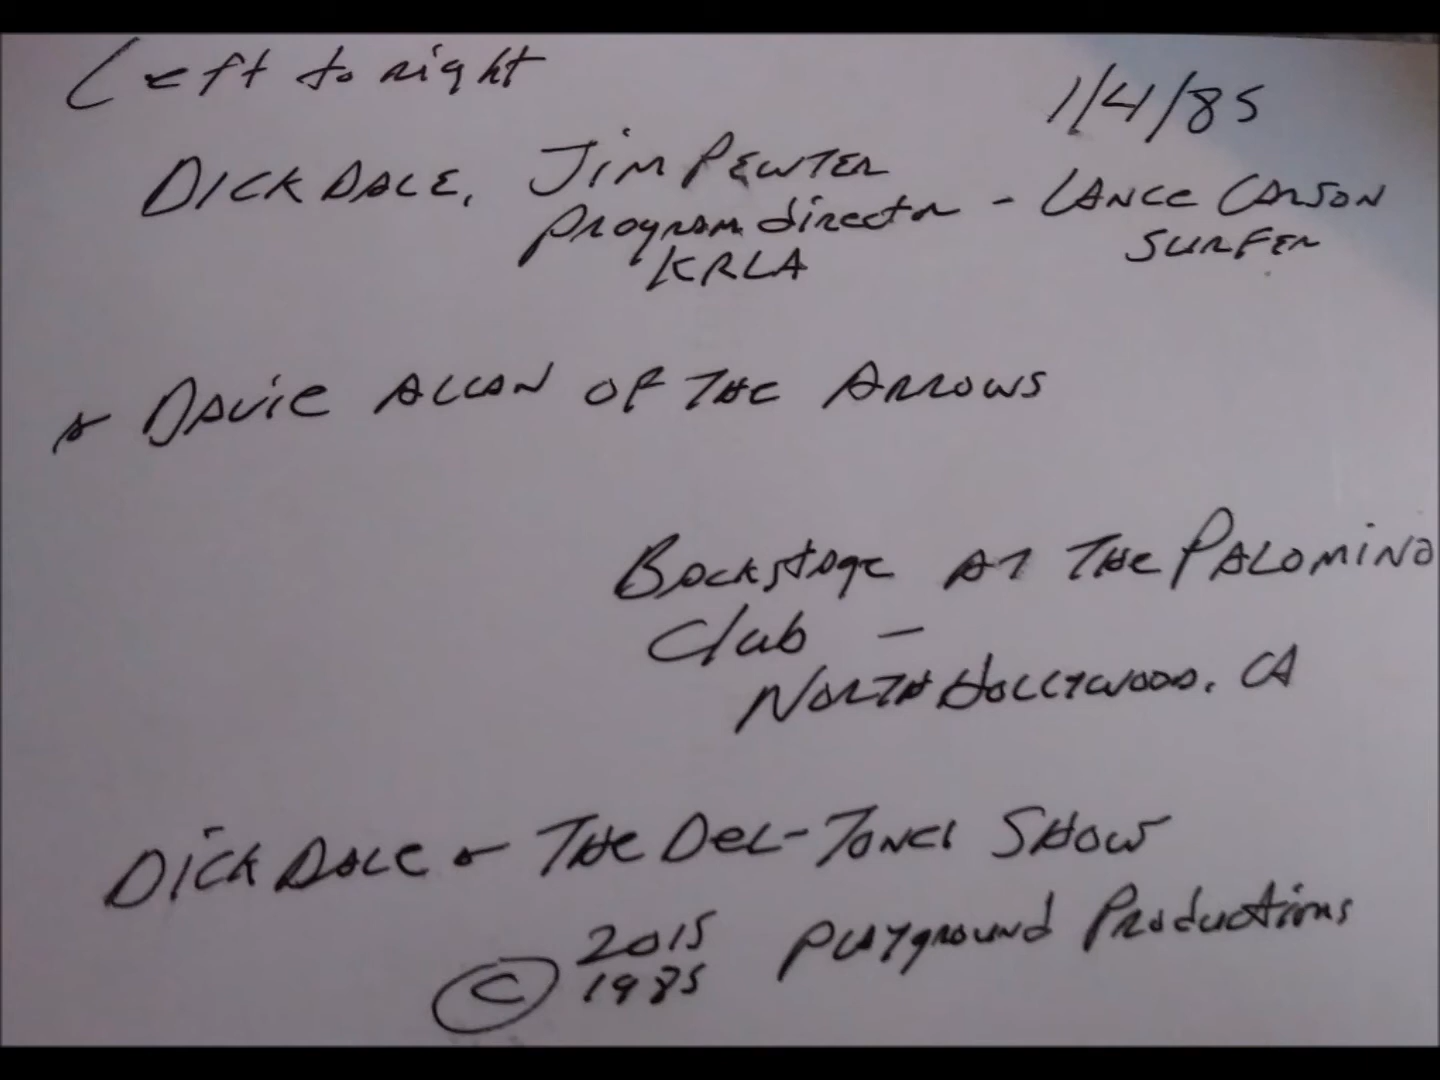 Left to right
1/4/85
DICK DALE, Jim PEWTER
program director - LANCE CARSON
KRLA SURFER
+ DAViE ALLAN OF THE ARROWS
Backstage AT THE PALOMiNO
Club -
NORTH HOLLYWOOD, CA
DiCK DALE + THE DEL-TONES SHOW
© 2015 PLAYground Productions
1985